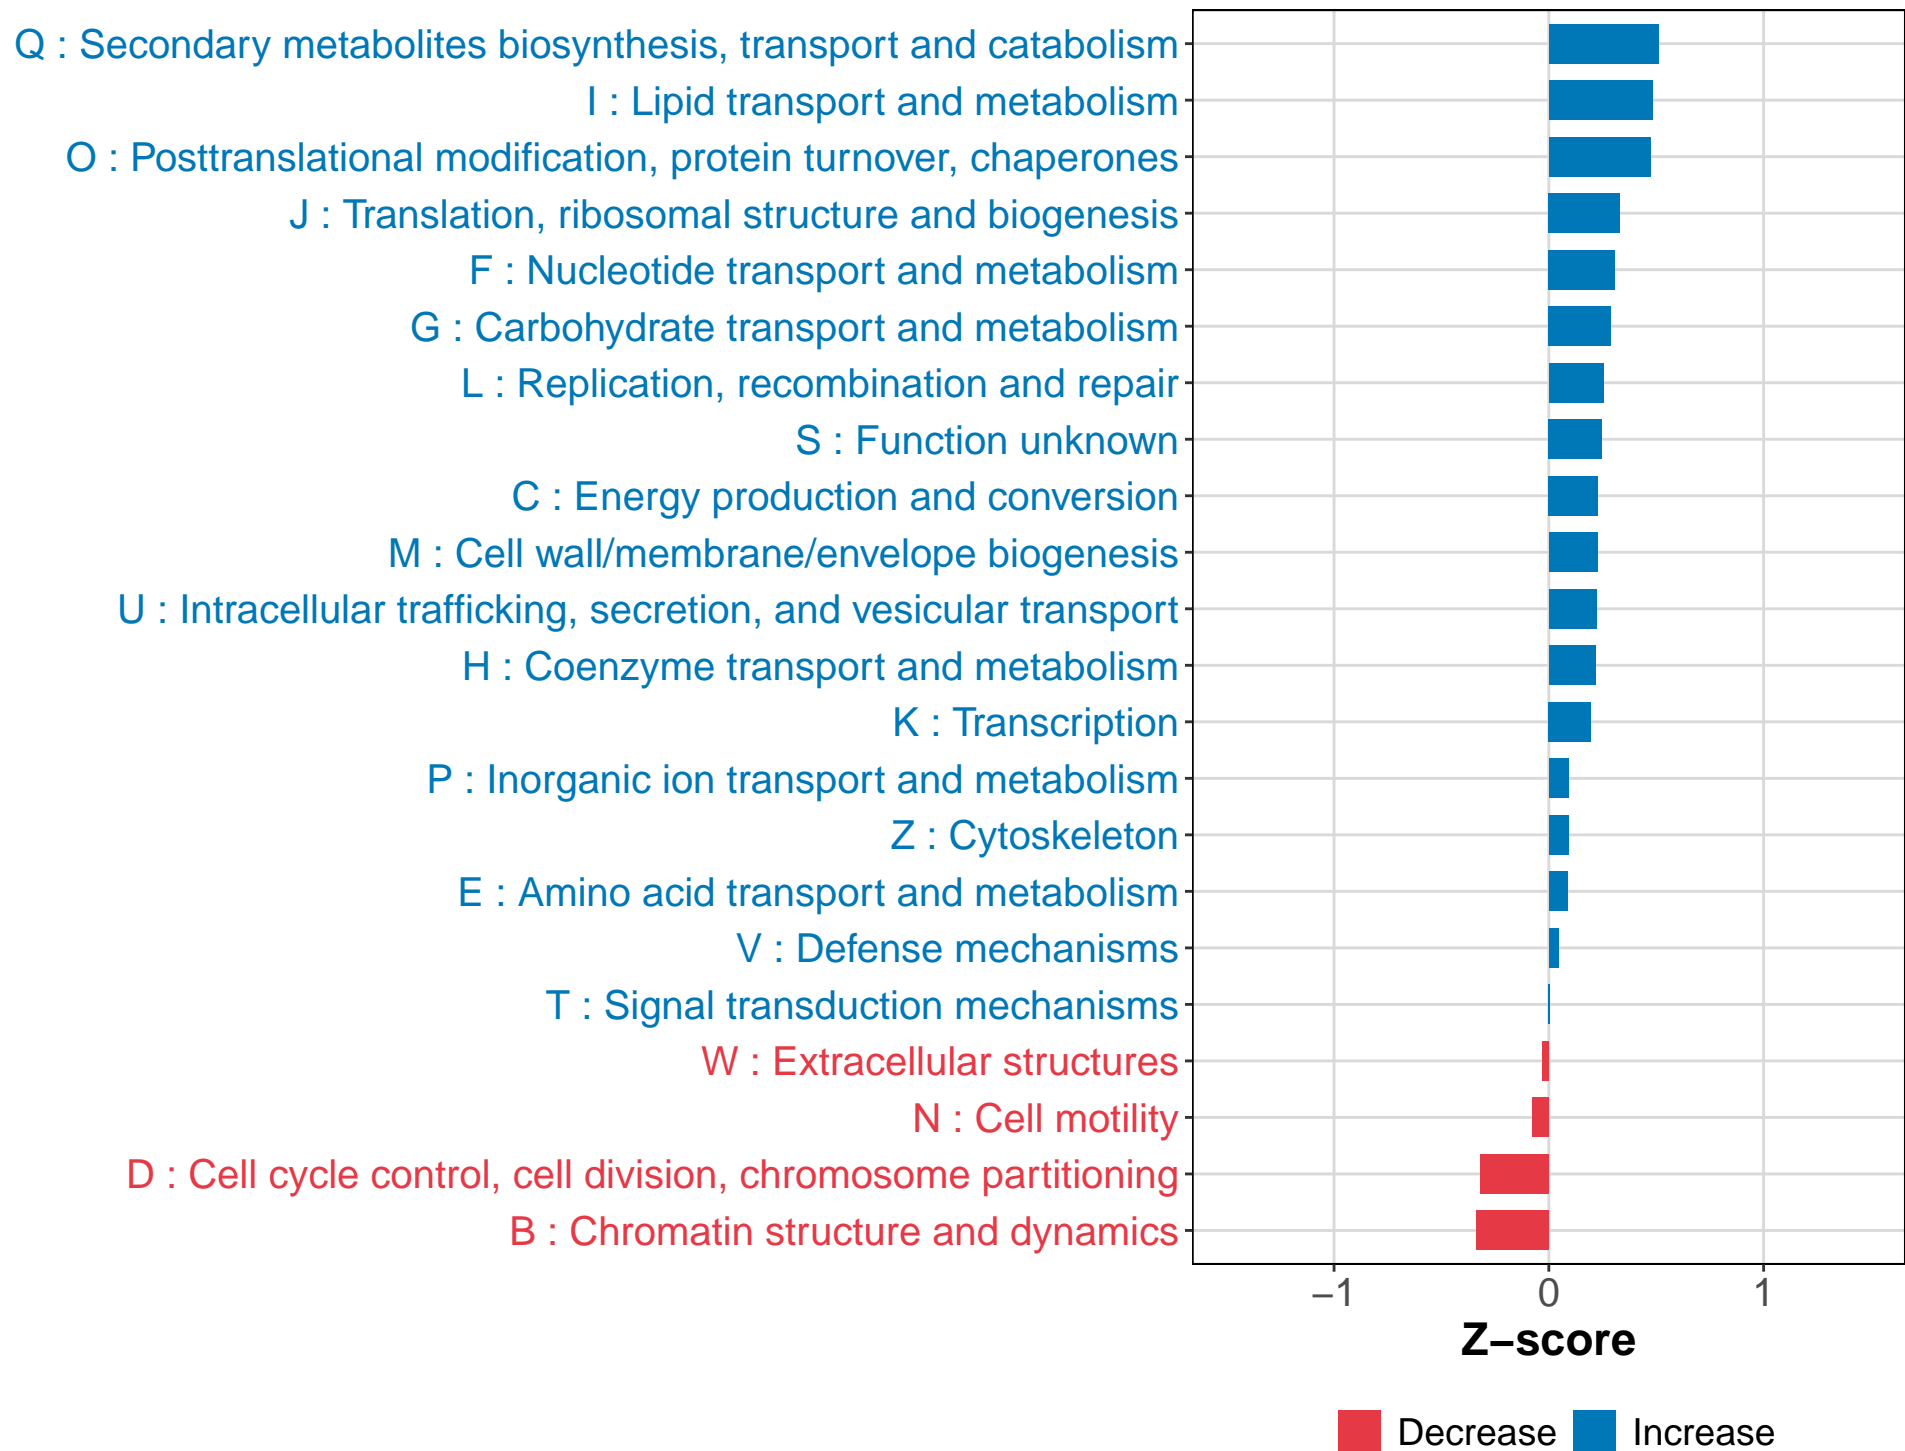 Q : Secondary metabolites biosynthesis, transport and catabolism
I : Lipid transport and metabolism
O : Posttranslational modification, protein turnover, chaperones
J : Translation, ribosomal structure and biogenesis
F : Nucleotide transport and metabolism
G : Carbohydrate transport and metabolism
L : Replication, recombination and repair
S : Function unknown
C : Energy production and conversion
M : Cell wall/membrane/envelope biogenesis
U : Intracellular trafficking, secretion, and vesicular transport
H : Coenzyme transport and metabolism
K : Transcription
P : Inorganic ion transport and metabolism
Z : Cytoskeleton
E : Amino acid transport and metabolism
V : Defense mechanisms
T : Signal transduction mechanisms
W : Extracellular structures
N : Cell motility
D : Cell cycle control, cell division, chromosome partitioning
B : Chromatin structure and dynamics
−1 0 1
Z−score
Decrease Increase